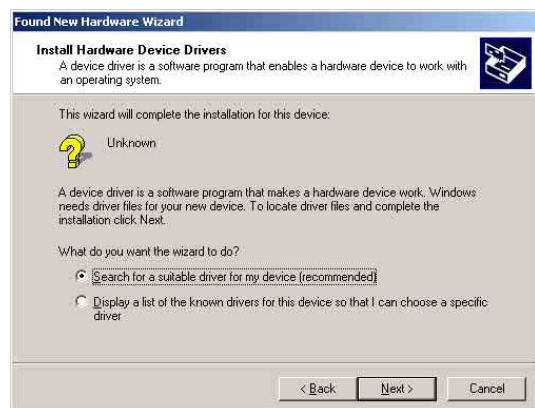 Found New Hardware Wizard
Install Hardware Device Drivers
A device driver is a software program that enables a hardware device to work with
an operating system.
This wizard will complete the installation for this device:
Unknown
A device driver is a software program that makes a hardware device work. Windows
needs driver files for your new device. To locate driver files and complete the
installation click Next.
What do you want the wizard to do?
Search for a suitable driver for my device (recommended)
Display a list of the known drivers for this device so that I can choose a specific
driver
< Back Next > Cancel